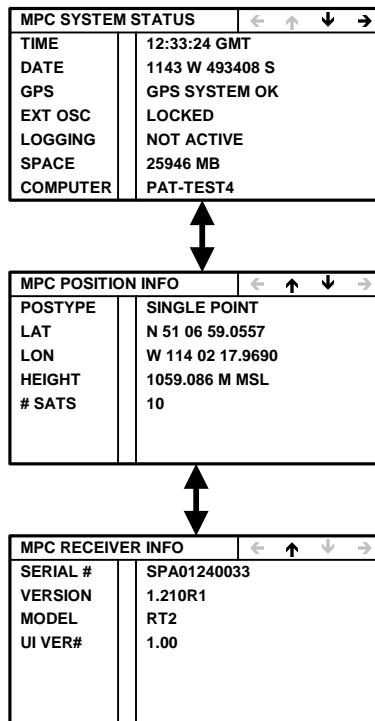 MPC SYSTEM STATUS ← ↑ ↓ →
TIME 12:33:24 GMT
DATE 1143 W 493408 S
GPS GPS SYSTEM OK
EXT OSC LOCKED
LOGGING NOT ACTIVE
SPACE 25946 MB
COMPUTER PAT-TEST4
MPC POSITION INFO ← ↑ ↓ →
POSTYPE SINGLE POINT
LAT N 51 06 59.0557
LON W 114 02 17.9690
HEIGHT 1059.086 M MSL
# SATS 10
MPC RECEIVER INFO ← ↑ ↓ →
SERIAL # SPA01240033
VERSION 1.210R1
MODEL RT2
UI VER# 1.00